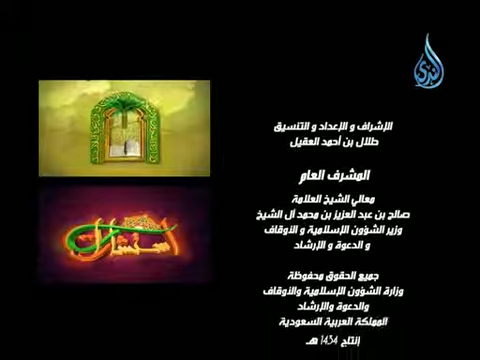 الندى
الإشراف و الإعداد و التنسيق
طلال بن أحمد العقيل
المشرف العام
معالي الشيخ العلامة
صالح بن عبد العزيز بن محمد آل الشيخ
وزير الشؤون الإسلامية و الأوقاف
و الدعوة و الإرشاد
جميع الحقوق محفوظة
وزارة الشؤون الإسلامية والأوقاف
والدعوة والإرشاد
المملكة العربية السعودية
إنتاج 1434 هـ